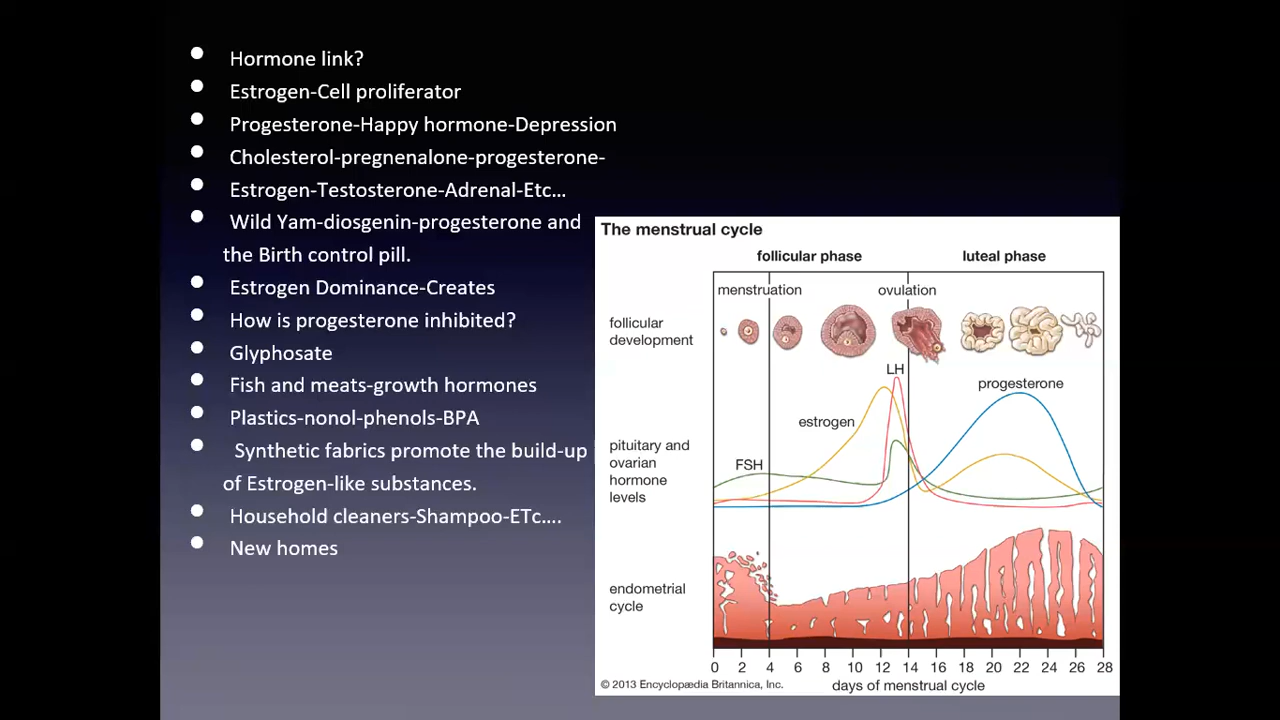 Hormone link?
Estrogen-Cell proliferator
Progesterone-Happy hormone-Depression
Cholesterol-pregnenalone-progesterone-
Estrogen-Testosterone-Adrenal-Etc...
Wild Yam-diosgenin-progesterone and
the Birth control pill.
Estrogen Dominance-Creates
How is progesterone inhibited?
Glyphosate
Fish and meats-growth hormones
Plastics-nonol-phenols-BPA
Synthetic fabrics promote the build-up
of Estrogen-like substances.
Household cleaners-Shampoo-ETc....
New homes
The menstrual cycle
follicular phase
luteal phase
menstruation
ovulation
follicular
development
LH
progesterone
estrogen
FSH
pituitary and
ovarian
hormone
levels
endometrial
cycle
0 2 4 6 8 10 12 14 16 18 20 22 24 26 28
© 2013 Encyclopædia Britannica, Inc.
days of menstrual cycle